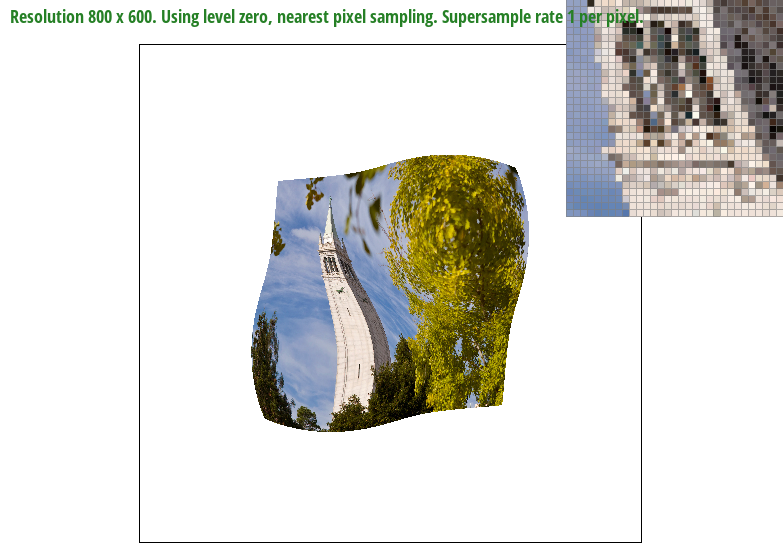 Resolution 800 x 600. Using level zero, nearest pixel sampling. Supersample rate 1 per pixel.